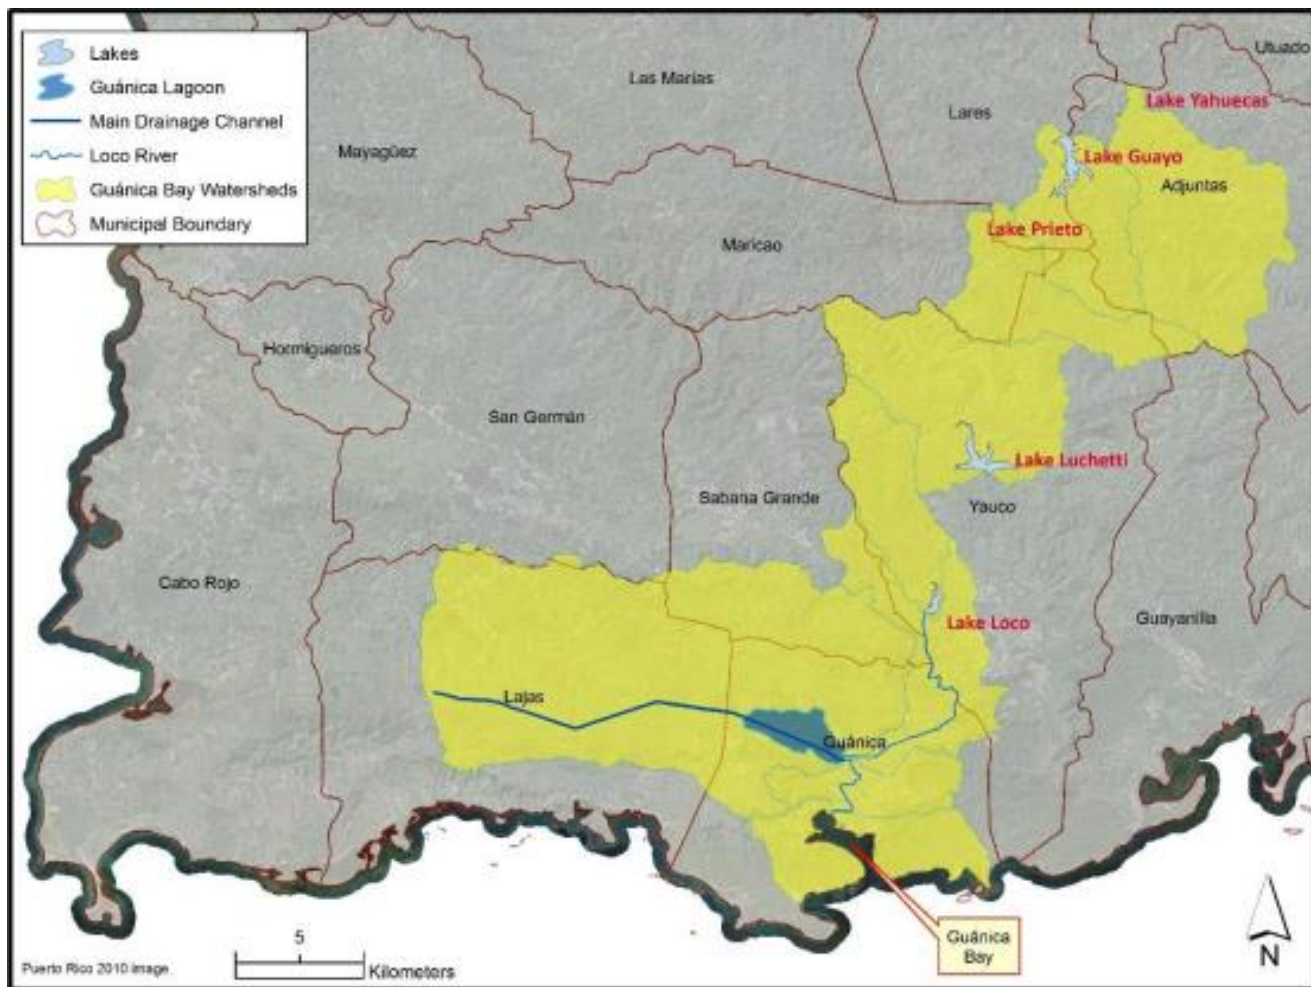 Lakes
Guánica Lagoon
Main Drainage Channel
Loco River
Guánica Bay Watersheds
Municipal Boundary
Utuado
Las Marías
Lake Yahuecas
Lares
Mayagüez
Lake Guayo
Adjuntas
Lake Prieto
Maricao
Hormigueros
San Germán
Lake Luchetti
Sabana Grande
Yauco
Cabo Rojo
Lake Loco
Guayanilla
Lajas
Guánica
Guánica
Bay
5
Kilometers
N
Puerto Rico 2010 image